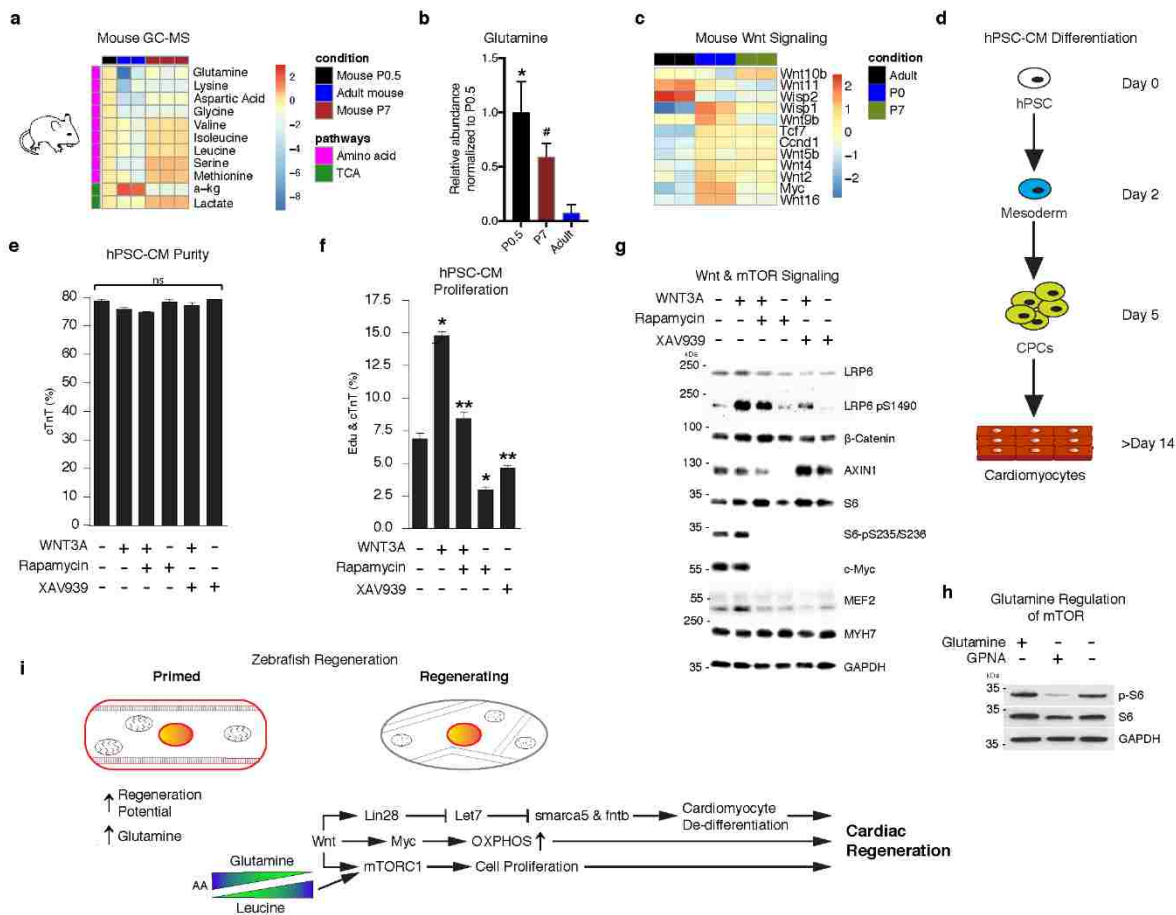 a
Mouse GC-MS
Glutamine
Lysine
Aspartic Acid
Glycine
Valine
Isoleucine
Leucine
Serine
Methionine
a-kg
Lactate
2
0
−2
−4
−6
−8
condition
Mouse P0.5
Adult mouse
Mouse P7
pathways
Amino acid
TCA
b
Glutamine
Relative abundance
normalized to P0.5
1.5
1.0
0.5
0.0
*
#
P0.5
P7
Adult
c
Mouse Wnt Signaling
Wnt10b
Wnt11
Wisp2
Wisp1
Wnt9b
Tcf7
Ccnd1
Wnt5b
Wnt4
Wnt2
Myc
Wnt16
2
1
0
−1
−2
condition
Adult
P0
P7
d
hPSC-CM Differentiation
Day 0
hPSC
Day 2
Mesoderm
Day 5
CPCs
>Day 14
Cardiomyocytes
e
hPSC-CM Purity
ns
cTnT (%)
80
70
60
50
40
30
20
10
0
WNT3A - + + - + -
Rapamycin - - + + - -
XAV939 - - - - + +
f
hPSC-CM
Proliferation
Edu & cTnT (%)
17.5
15.0
12.5
10.0
7.5
5.0
2.5
0
*
**
*
**
WNT3A - + + - -
Rapamycin - - + + -
XAV939 - - - - +
g
Wnt & mTOR Signaling
WNT3A - + + - + -
Rapamycin - - + + - -
XAV939 - - - - + +
kDa
250 - LRP6
250 - LRP6 pS1490
100 - β-Catenin
130 - AXIN1
35 - S6
35 - S6-pS235/S236
55 - c-Myc
55 - MEF2
250 - MYH7
35 - GAPDH
h
Glutamine Regulation
of mTOR
Glutamine + - -
GPNA - + -
kDa
35 - p-S6
35 - S6
35 - GAPDH
i
Zebrafish Regeneration
Primed
Regenerating
Regeneration
Potential
Glutamine
Wnt
Lin28
Let7
smarca5 & fntb
Cardiomyocyte
De-differentiation
Myc
OXPHOS
mTORC1
Cell Proliferation
Cardiac
Regeneration
Glutamine
AA
Leucine